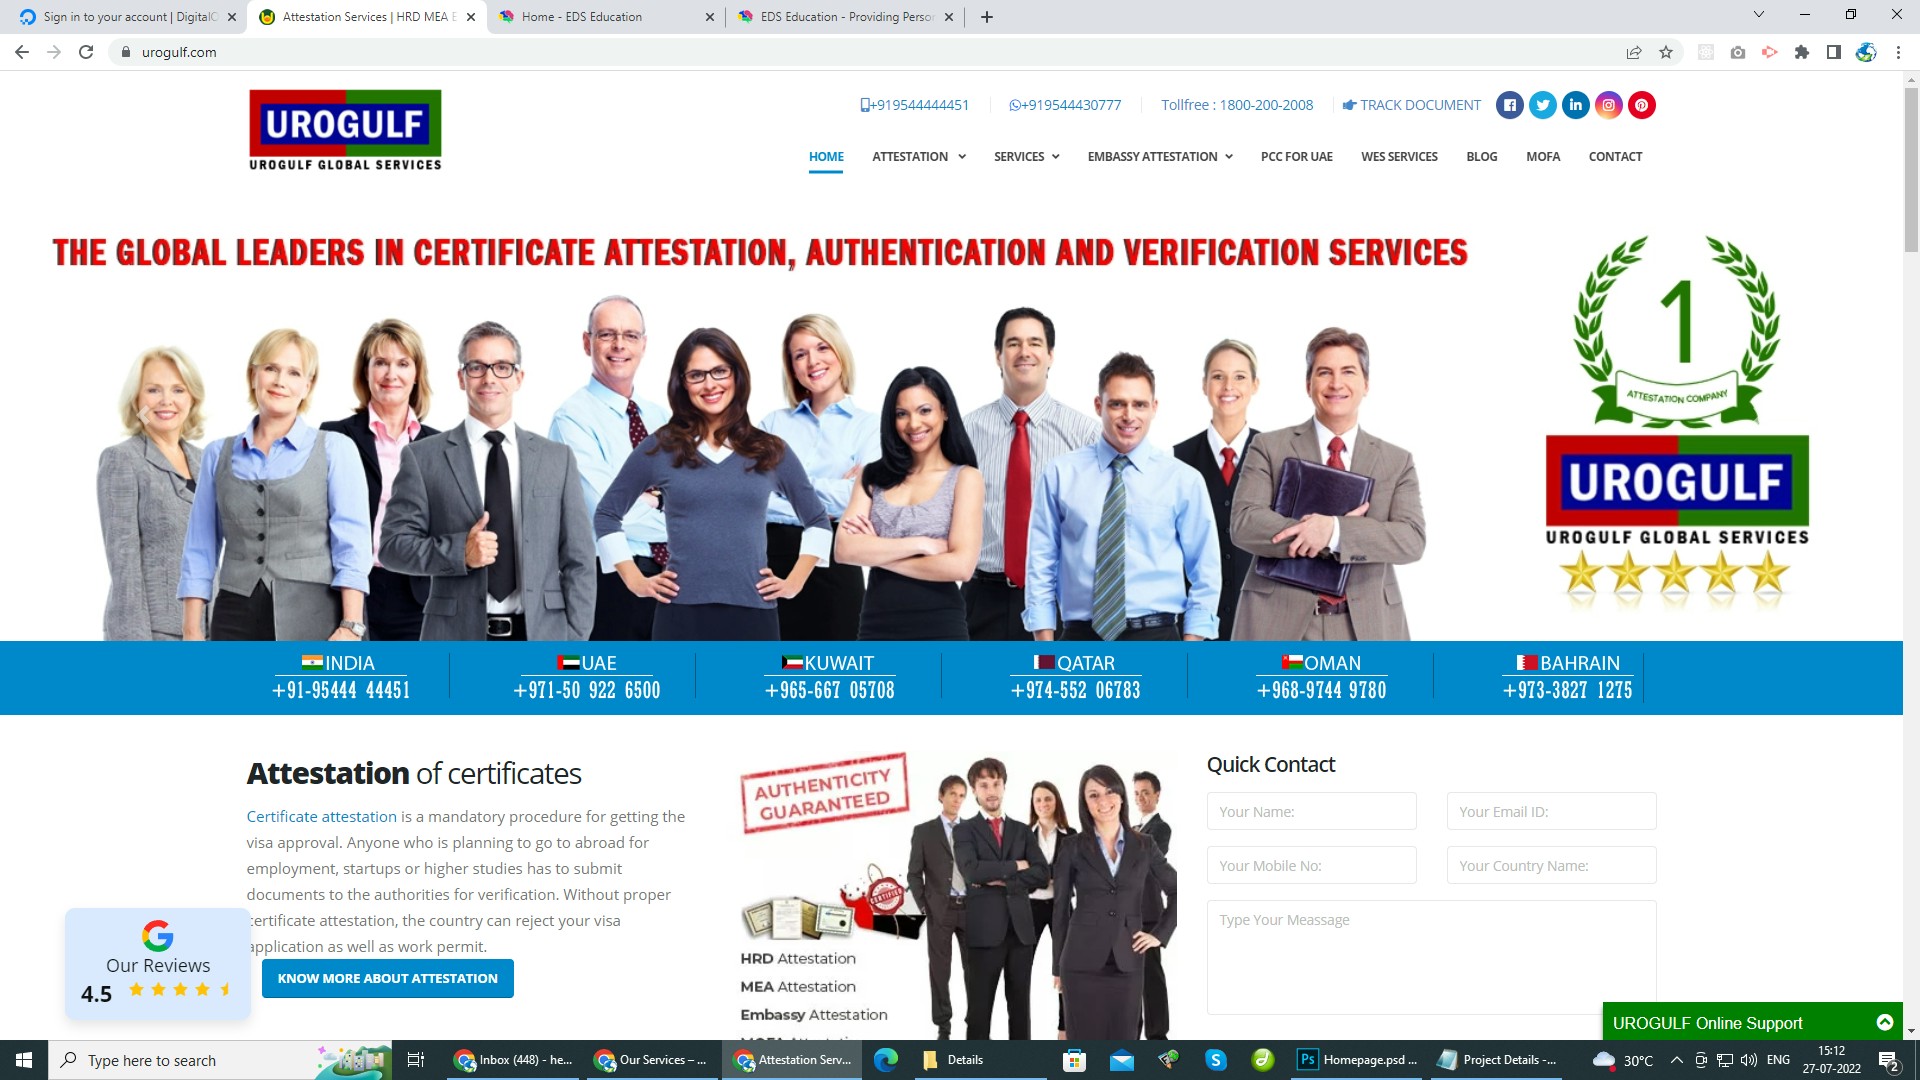 Sign in to your account | DigitalO
Attestation Services | HRD MEA E
Home - EDS Education
EDS Education - Providing Person
urogulf.com
UROGULF
UROGULF GLOBAL SERVICES
+919544444451
+919544430777
Tollfree : 1800-200-2008
TRACK DOCUMENT
HOME
ATTESTATION
SERVICES
EMBASSY ATTESTATION
PCC FOR UAE
WES SERVICES
BLOG
MOFA
CONTACT
THE GLOBAL LEADERS IN CERTIFICATE ATTESTATION, AUTHENTICATION AND VERIFICATION SERVICES
1
ATTESTATION COMPANY
UROGULF
UROGULF GLOBAL SERVICES
INDIA
+91-95444 44451
UAE
+971-50 922 6500
KUWAIT
+965-667 05708
QATAR
+974-552 06783
OMAN
+968-9744 9780
BAHRAIN
+973-3827 1275
Attestation of certificates
Certificate attestation is a mandatory procedure for getting the
visa approval. Anyone who is planning to go to abroad for
employment, startups or higher studies has to submit
documents to the authorities for verification. Without proper
certificate attestation, the country can reject your visa
application as well as work permit.
KNOW MORE ABOUT ATTESTATION
Our Reviews
4.5
AUTHENTICITY
GUARANTEED
CERTIFIED
HRD Attestation
MEA Attestation
Embassy Attestation
Quick Contact
Your Name:
Your Email ID:
Your Mobile No:
Your Country Name:
Type Your Meassage
UROGULF Online Support
Type here to search
Inbox (448) - he...
Our Services – ...
Attestation Serv...
Details
Homepage.psd ...
Project Details -...
30°C
ENG
15:12
27-07-2022
2